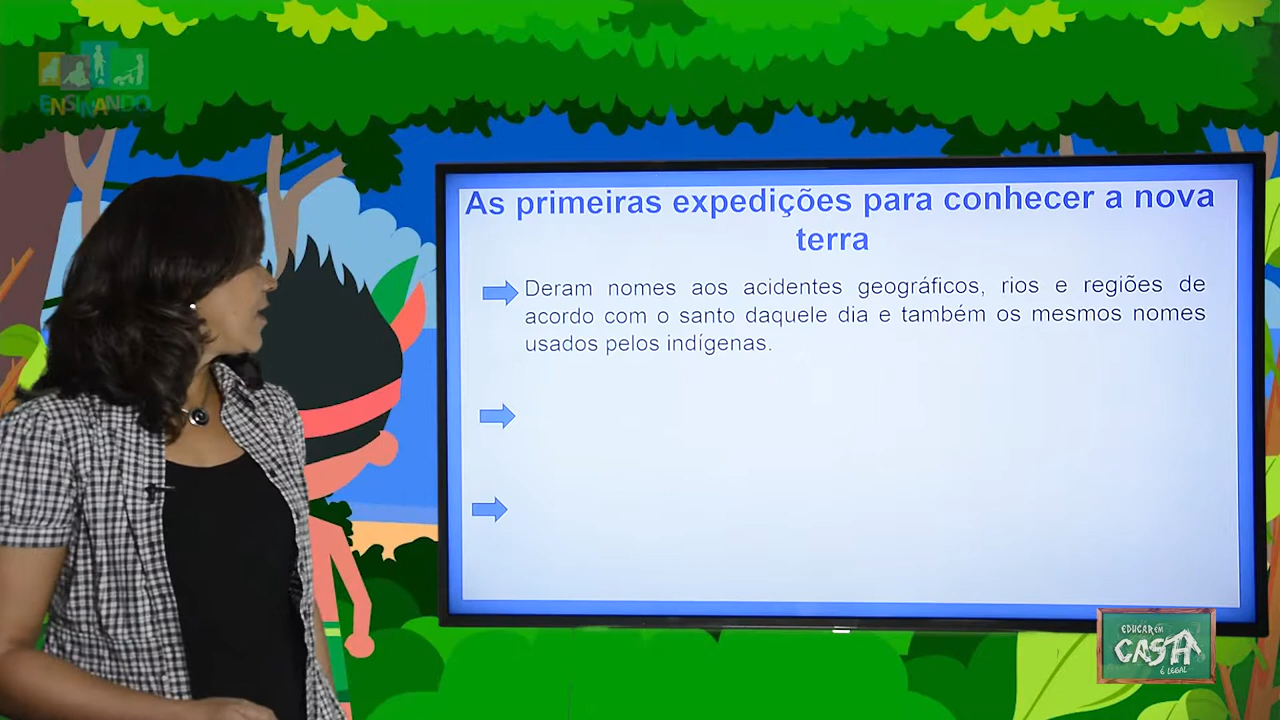 ENSINANDO
As primeiras expedições para conhecer a nova
terra
Deram nomes aos acidentes geográficos, rios e regiões de
acordo com o santo daquele dia e também os mesmos nomes
usados pelos indígenas.
EDUCAR EM
CASA
É LEGAL